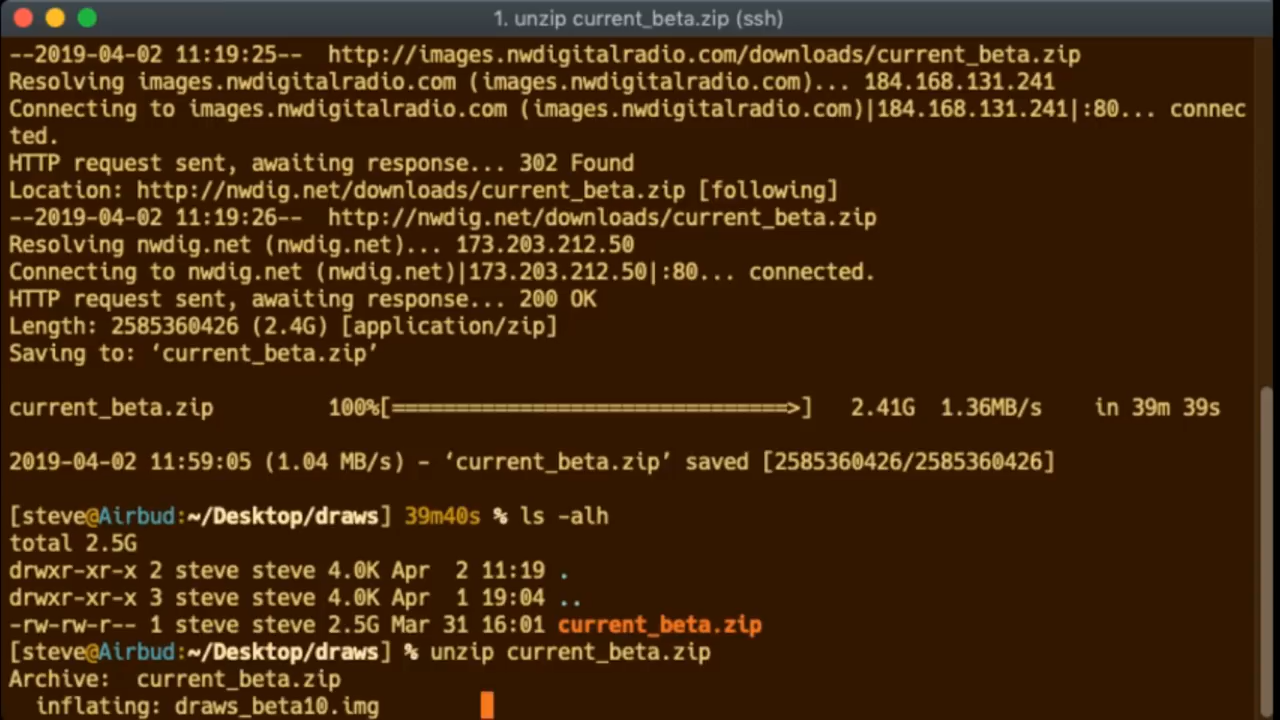 1. unzip current_beta.zip (ssh)
--2019-04-02 11:19:25--  http://images.nwdigitalradio.com/downloads/current_beta.zip
Resolving images.nwdigitalradio.com (images.nwdigitalradio.com)... 184.168.131.241
Connecting to images.nwdigitalradio.com (images.nwdigitalradio.com)|184.168.131.241|:80... connec
ted.
HTTP request sent, awaiting response... 302 Found
Location: http://nwdig.net/downloads/current_beta.zip [following]
--2019-04-02 11:19:26--  http://nwdig.net/downloads/current_beta.zip
Resolving nwdig.net (nwdig.net)... 173.203.212.50
Connecting to nwdig.net (nwdig.net)|173.203.212.50|:80... connected.
HTTP request sent, awaiting response... 200 OK
Length: 2585360426 (2.4G) [application/zip]
Saving to: ‘current_beta.zip’
current_beta.zip         100%[===============================>]   2.41G  1.36MB/s    in 39m 39s
2019-04-02 11:59:05 (1.04 MB/s) - ‘current_beta.zip’ saved [2585360426/2585360426]
[steve@Airbud:~/Desktop/draws] 39m40s % ls -alh
total 2.5G
drwxr-xr-x 2 steve steve 4.0K Apr  2 11:19 .
drwxr-xr-x 3 steve steve 4.0K Apr  1 19:04 ..
-rw-rw-r-- 1 steve steve 2.5G Mar 31 16:01 current_beta.zip
[steve@Airbud:~/Desktop/draws] % unzip current_beta.zip
Archive:  current_beta.zip
  inflating: draws_beta10.img